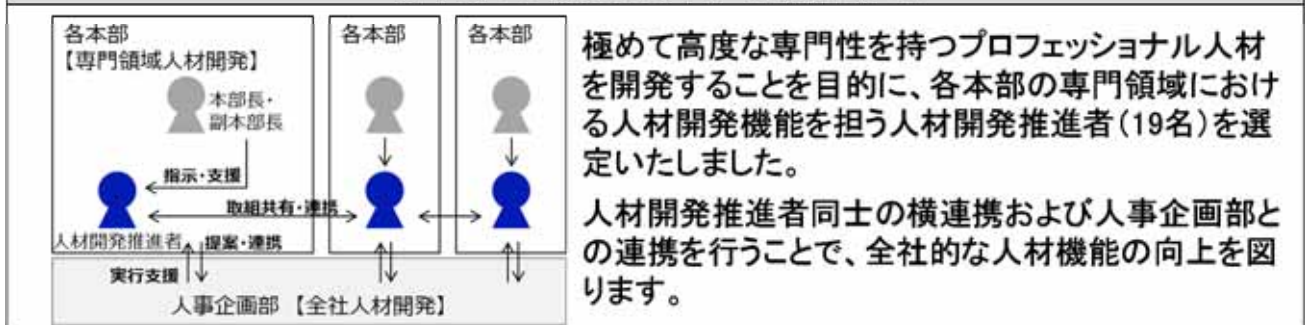 各本部
【専門領域人材開発】
本部長・
副本部長
指示・支援
取組共有・連携
人材開発推進者
提案・連携
実行支援
各本部
各本部
人事企画部 【全社人材開発】
極めて高度な専門性を持つプロフェッショナル人材
を開発することを目的に、各本部の専門領域におけ
る人材開発機能を担う人材開発推進者(19名)を選
定いたしました。
人材開発推進者同士の横連携および人事企画部と
の連携を行うことで、全社的な人材機能の向上を図
ります。